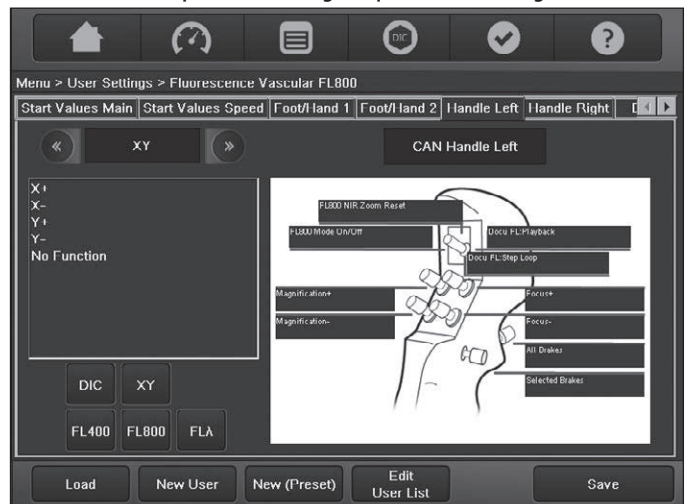 DIC
?
Menu > User Settings > Fluorescence Vascular FL800
Start Values Main
Start Values Speed
Foot/Hand 1
Foot/Hand 2
Handle Left
Handle Right
«
XY
»
CAN Handle Left
X+
X-
Y+
Y-
No Function
FL800 NIR Zoom Reset
FL800 Mode On/Off
Docu FL:Playback
Docu FL:Step Loop
Magnification+
Focus+
Magnification-
Focus-
All Brakes
Selected Brakes
DIC
XY
FL400
FL800
FLλ
Load
New User
New (Preset)
Edit
User List
Save